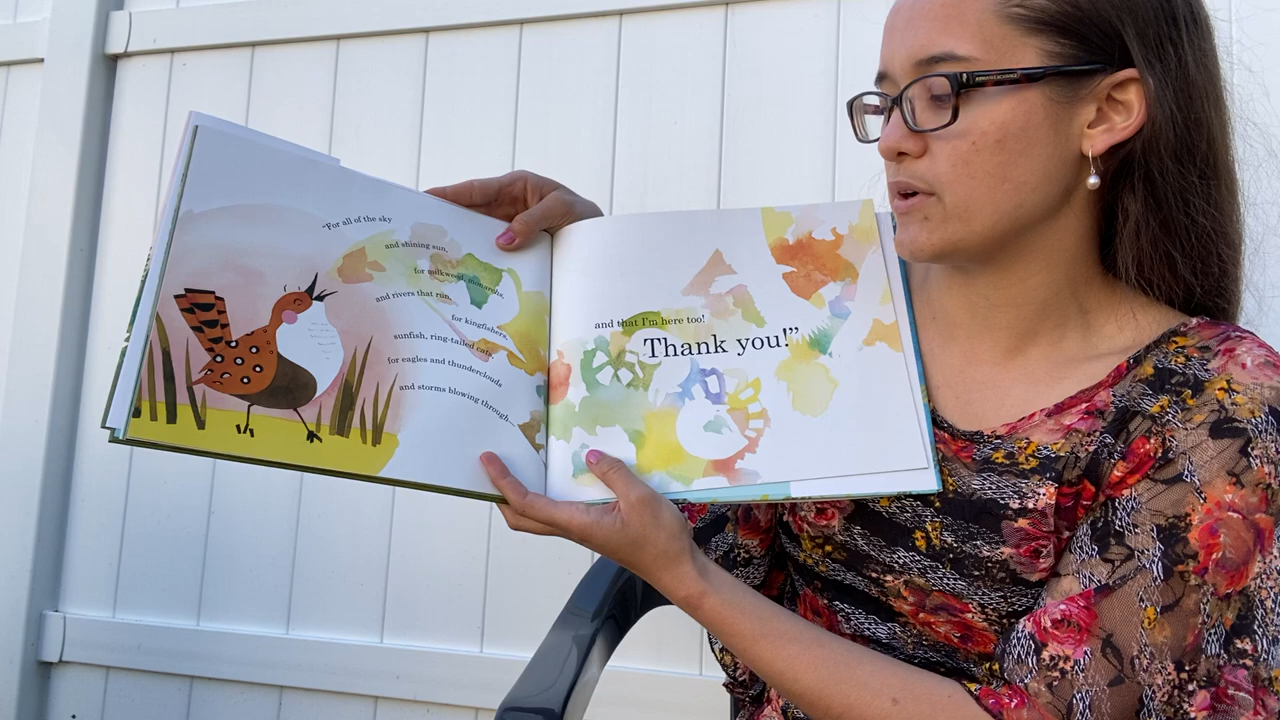 "For all of the sky
and shining sun,
for milkweed, monarchs,
and rivers that run,
for kingfishers,
sunfish, ring-tailed cats,
for eagles and thunderclouds
and storms blowing through—
and that I'm here too!
Thank you!"